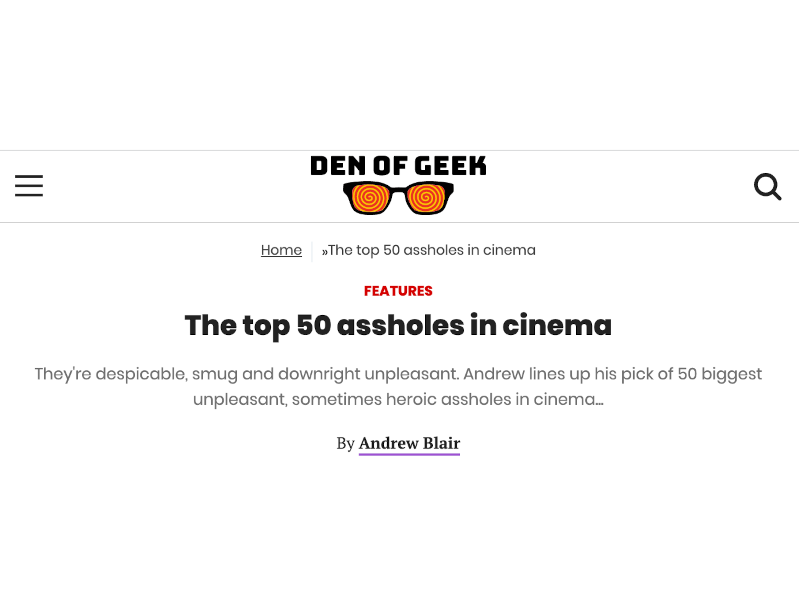 DEN OF GEEK
Home »The top 50 assholes in cinema
FEATURES
The top 50 assholes in cinema
They're despicable, smug and downright unpleasant. Andrew lines up his pick of 50 biggest
unpleasant, sometimes heroic assholes in cinema...
By Andrew Blair